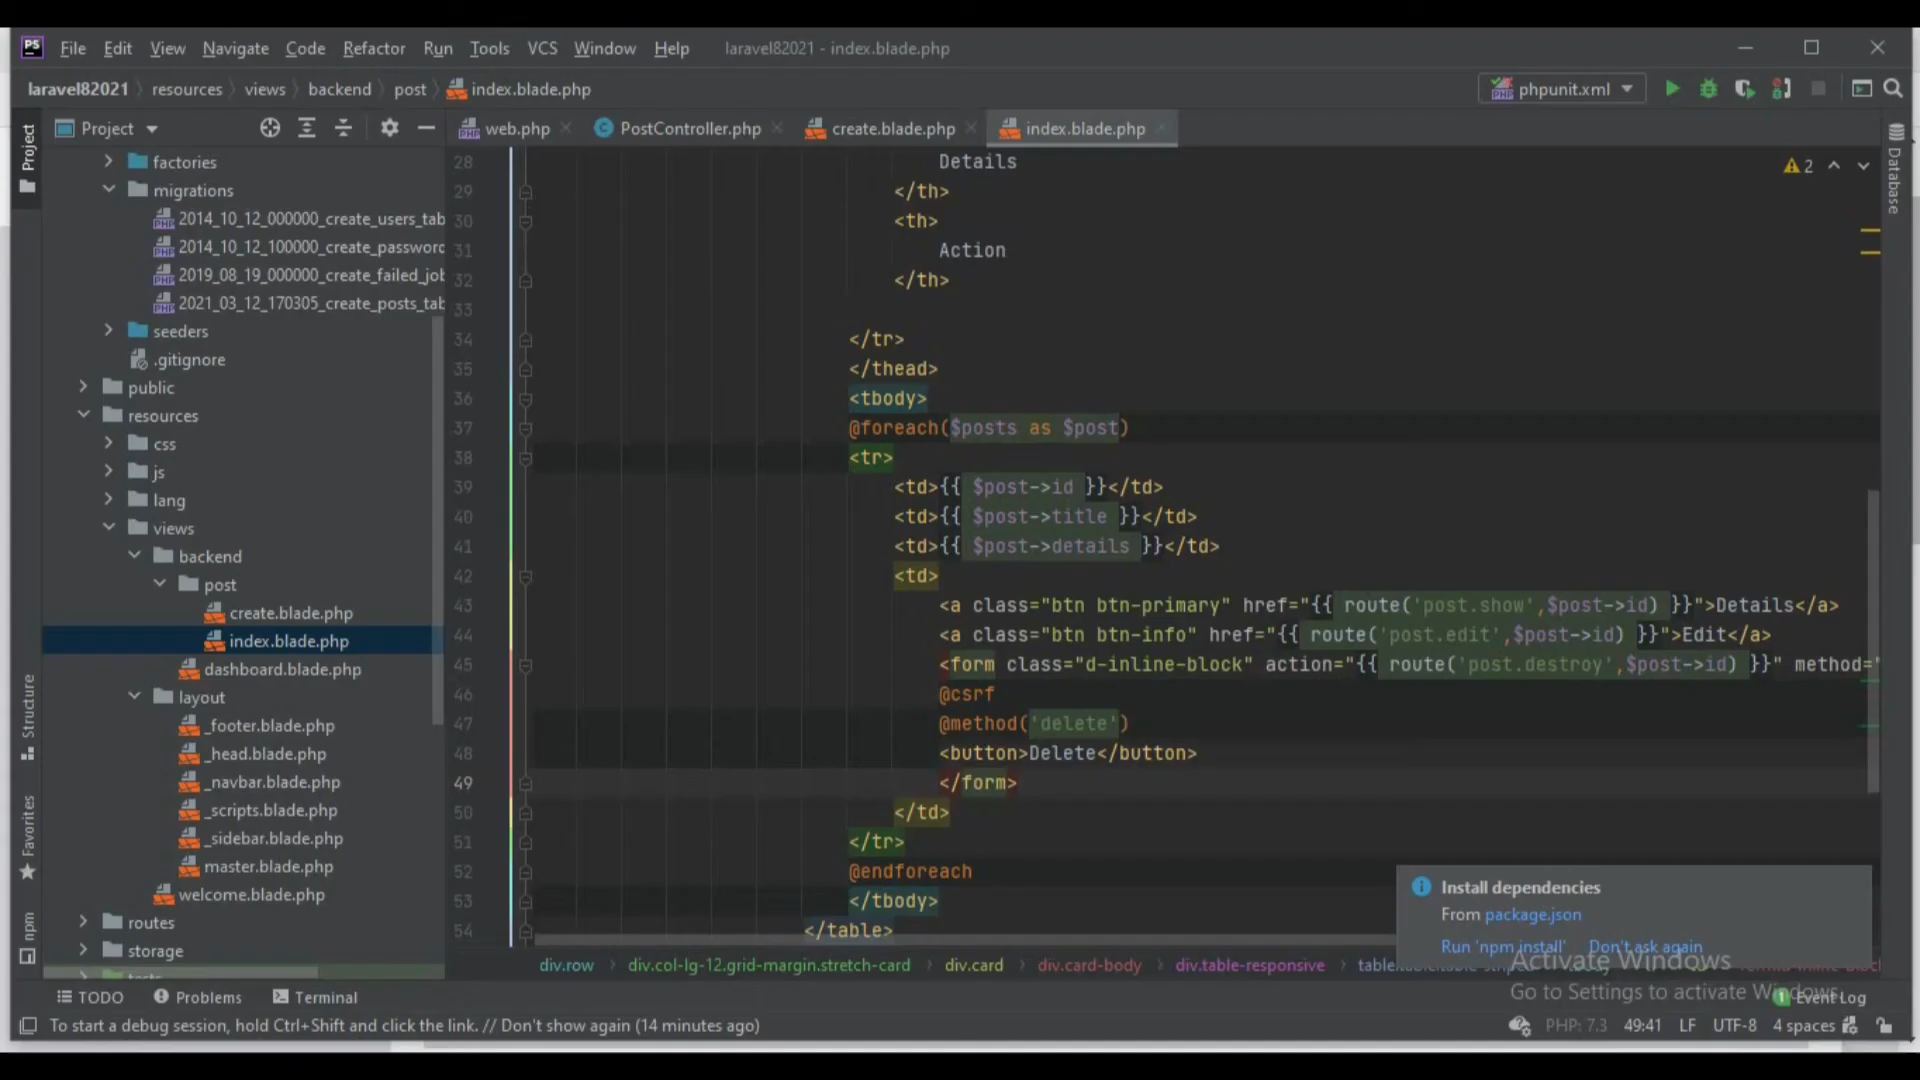 PS File Edit View Navigate Code Refactor Run Tools VCS Window Help laravel82021 - index.blade.php
laravel82021 resources views backend post index.blade.php phpunit.xml
Project web.php PostController.php create.blade.php index.blade.php
Project
Structure
Favorites
npm
Database
factories
migrations
2014_10_12_000000_create_users_tab
2014_10_12_100000_create_password
2019_08_19_000000_create_failed_job
2021_03_12_170305_create_posts_tab
seeders
.gitignore
public
resources
css
js
lang
views
backend
post
create.blade.php
index.blade.php
dashboard.blade.php
layout
_footer.blade.php
_head.blade.php
_navbar.blade.php
_scripts.blade.php
_sidebar.blade.php
master.blade.php
welcome.blade.php
routes
storage
tests
2
28 Details
29 </th>
30 <th>
31 Action
32 </th>
33
34 </tr>
35 </thead>
36 <tbody>
37 @foreach($posts as $post)
38 <tr>
39 <td>{{ $post->id }}</td>
40 <td>{{ $post->title }}</td>
41 <td>{{ $post->details }}</td>
42 <td>
43 <a class="btn btn-primary" href="{{ route('post.show',$post->id) }}">Details</a>
44 <a class="btn btn-info" href="{{ route('post.edit',$post->id) }}">Edit</a>
45 <form class="d-inline-block" action="{{ route('post.destroy',$post->id) }}" method="
46 @csrf
47 @method('delete')
48 <button>Delete</button>
49 </form>
50 </td>
51 </tr>
52 @endforeach
53 </tbody>
54 </table>
Install dependencies
From package.json
Run 'npm install' Don't ask again
div.row div.col-lg-12.grid-margin.stretch-card div.card div.card-body div.table-responsive
Activate Windows
Go to Settings to activate Windows.
TODO Problems Terminal 1 Event Log
To start a debug session, hold Ctrl+Shift and click the link. // Don't show again (14 minutes ago) PHP: 7.3 49:41 LF UTF-8 4 spaces